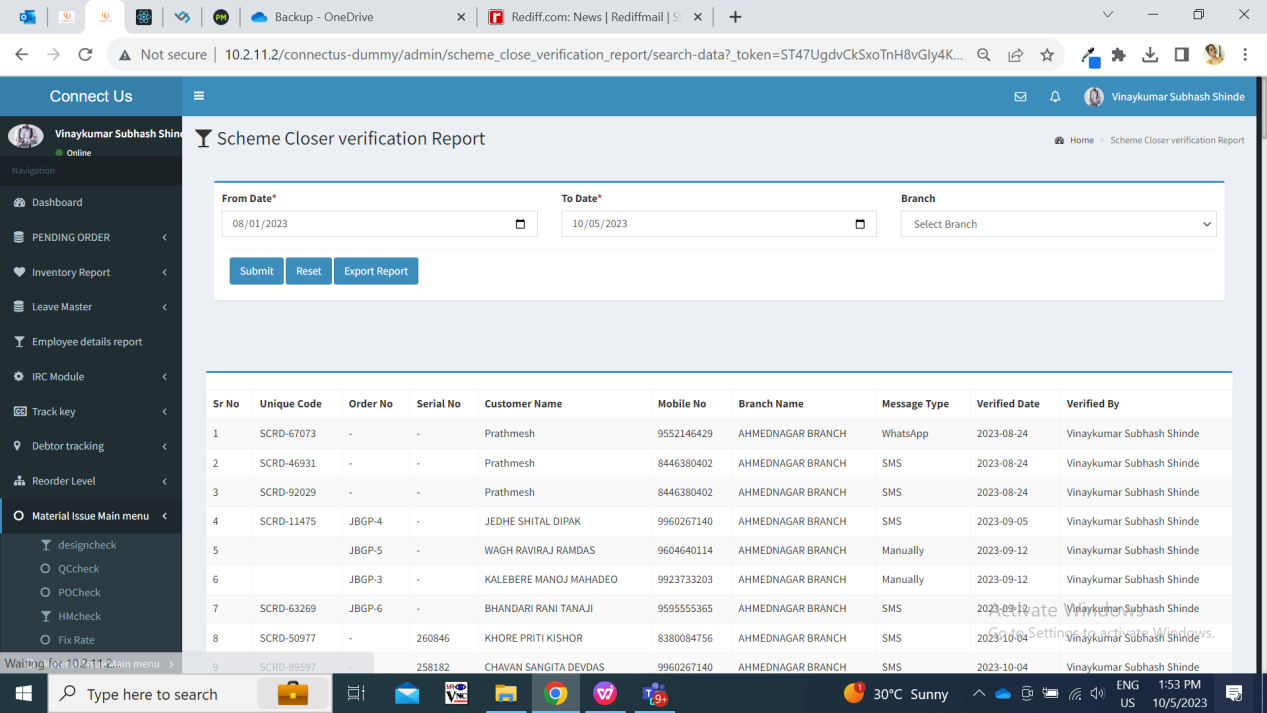 Backup - OneDrive
Rediff.com: News | Rediffmail |
Not secure | 10.2.11.2/connectus-dummy/admin/scheme_close_verification_report/search-data?_token=ST47UgdvCkSxoTnH8vGIy4K...
Connect Us
Vinaykumar Subhash Shinde
Vinaykumar Subhash Shind
Online
Navigation
Scheme Closer verification Report
Home > Scheme Closer verification Report
Dashboard
PENDING ORDER
Inventory Report
Leave Master
Employee details report
IRC Module
Track key
Debtor tracking
Reorder Level
Material Issue Main menu
designcheck
QCcheck
POCheck
HMcheck
Fix Rate
Main menu
From Date* To Date* Branch
08/01/2023 10/05/2023 Select Branch
Submit Reset Export Report
Sr No Unique Code Order No Serial No Customer Name Mobile No Branch Name Message Type Verified Date Verified By
1 SCRD-67073 - - Prathmesh 9552146429 AHMEDNAGAR BRANCH WhatsApp 2023-08-24 Vinaykumar Subhash Shinde
2 SCRD-46931 - - Prathmesh 8446380402 AHMEDNAGAR BRANCH SMS 2023-08-24 Vinaykumar Subhash Shinde
3 SCRD-92029 - - Prathmesh 8446380402 AHMEDNAGAR BRANCH SMS 2023-08-24 Vinaykumar Subhash Shinde
4 SCRD-11475 JBGP-4 - JEDHE SHITAL DIPAK 9960267140 AHMEDNAGAR BRANCH SMS 2023-09-05 Vinaykumar Subhash Shinde
5 JBGP-5 - WAGH RAVIRAJ RAMDAS 9604640114 AHMEDNAGAR BRANCH Manually 2023-09-12 Vinaykumar Subhash Shinde
6 JBGP-3 - KALEBERE MANOJ MAHADEO 9923733203 AHMEDNAGAR BRANCH Manually 2023-09-12 Vinaykumar Subhash Shinde
7 SCRD-63269 JBGP-6 - BHANDARI RANI TANAJI 9595555365 AHMEDNAGAR BRANCH SMS 2023-09-12 Vinaykumar Subhash Shinde
8 SCRD-50977 - 260846 KHORE PRITI KISHOR 8380084756 AHMEDNAGAR BRANCH SMS 2023-10-04 Vinaykumar Subhash Shinde
9 SCRD-89597 - 258182 CHAVAN SANGITA DEVDAS 9960267140 AHMEDNAGAR BRANCH SMS 2023-10-04 Vinaykumar Subhash Shinde
Activate Windows
Go to Settings to activate Windows.
Waiting for 10.2.11.2...
Type here to search
30°C Sunny
ENG
US
1:53 PM
10/5/2023